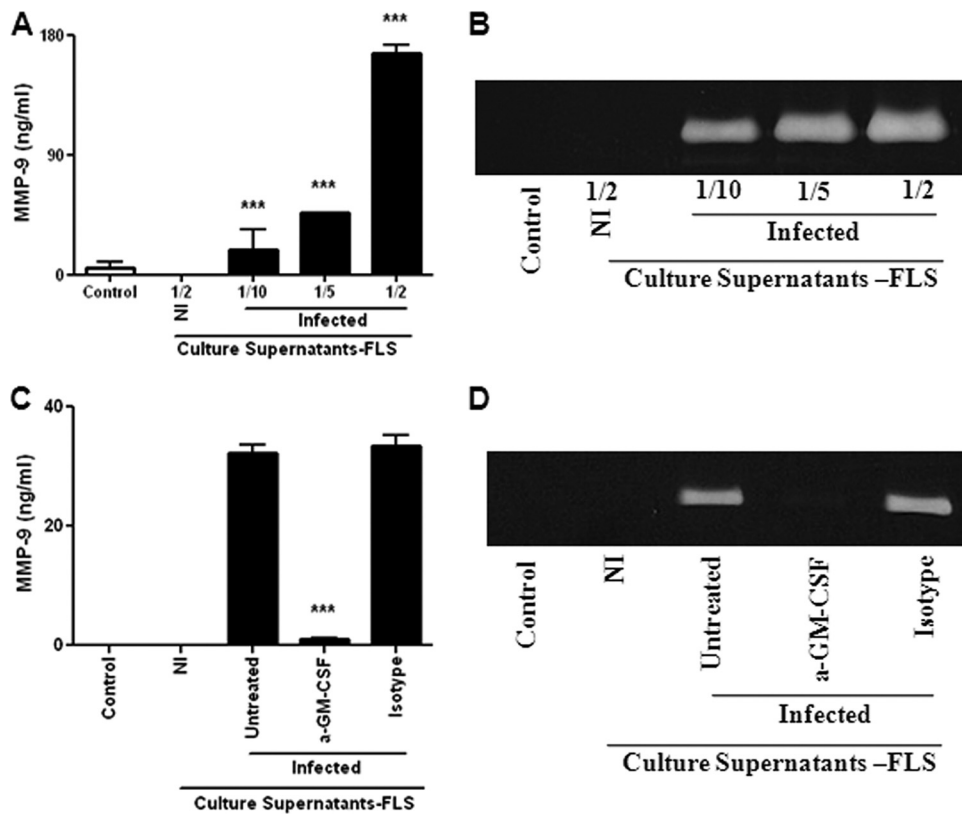 A
MMP-9 (ng/ml)
180
90
0
***
***
***
Control
1/2
NI
1/10
1/5
1/2
Infected
Culture Supernatants-FLS
B
Control
1/2
NI
1/10
1/5
1/2
Infected
Culture Supernatants –FLS
C
MMP-9 (ng/ml)
40
20
0
***
Control
NI
Untreated
a-GM-CSF
Isotype
Infected
Culture Supernatants-FLS
D
Control
NI
Untreated
a-GM-CSF
Isotype
Infected
Culture Supernatants –FLS